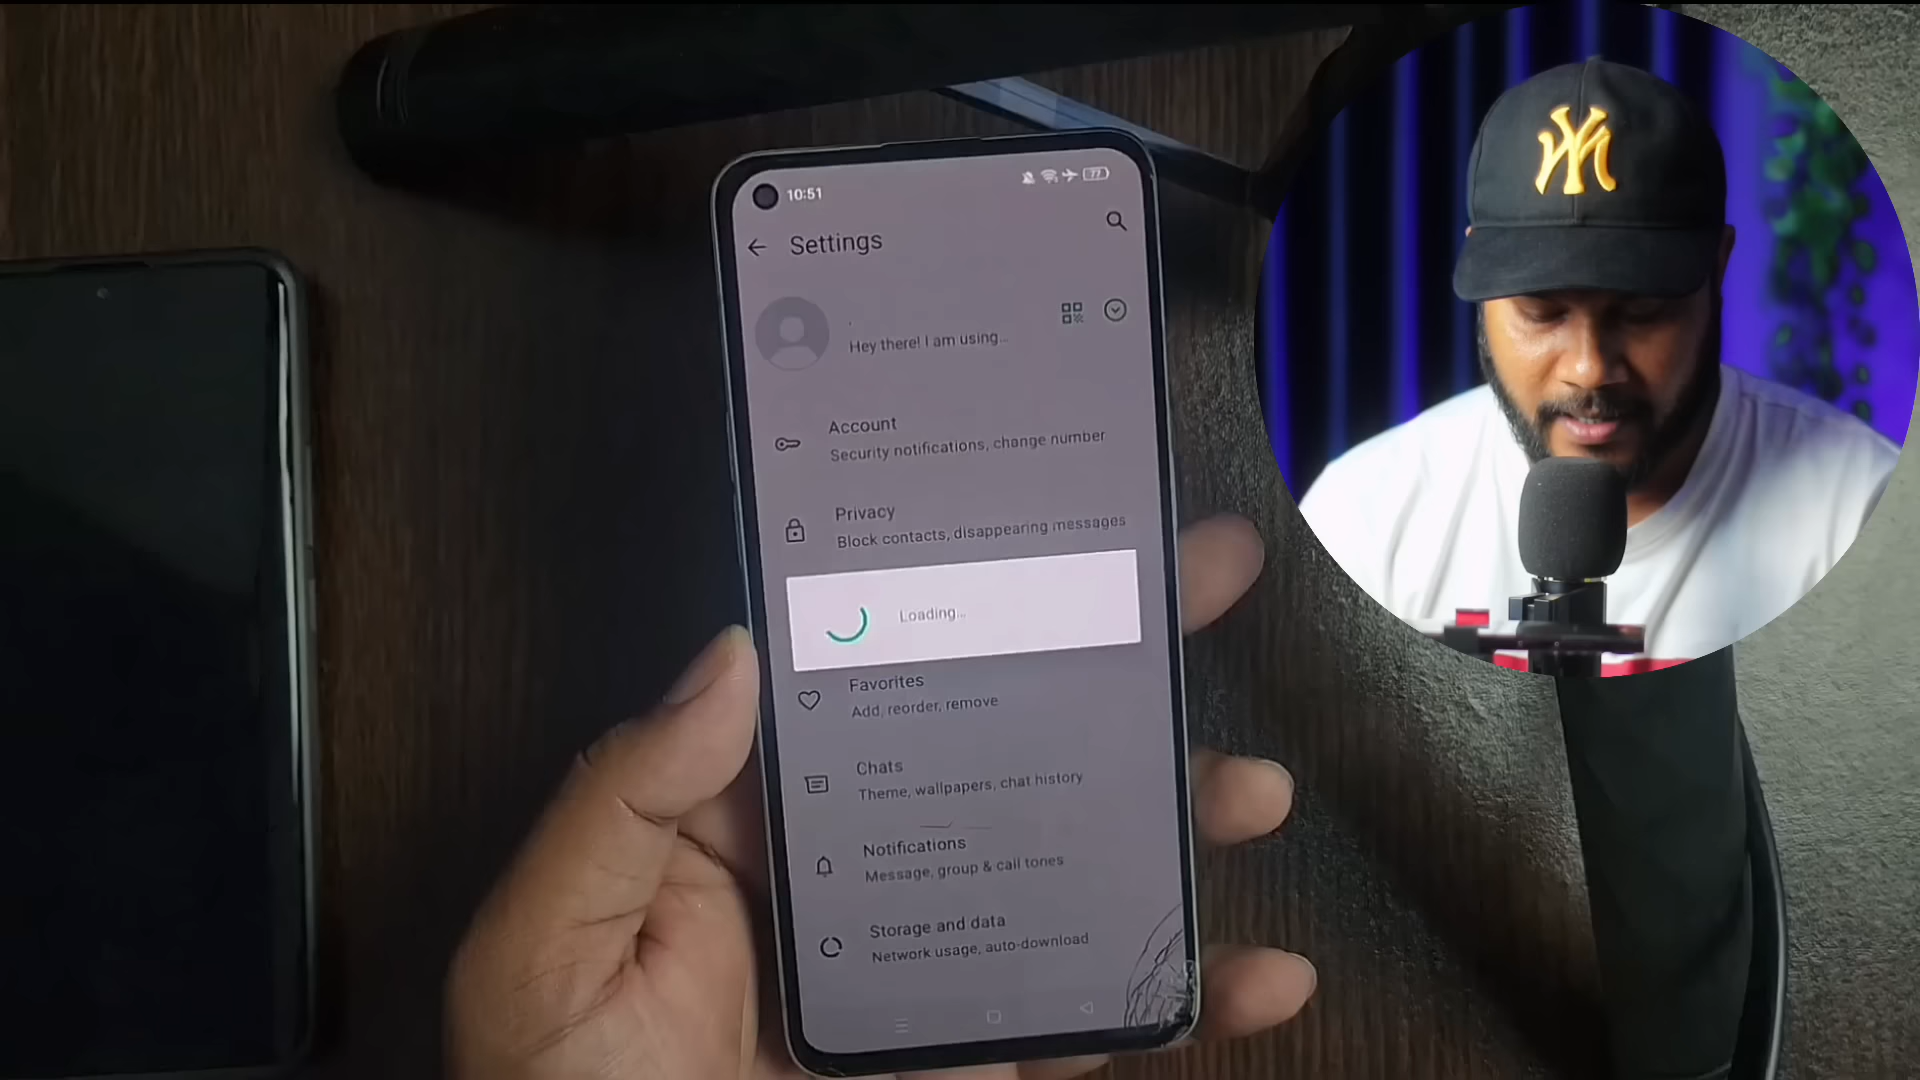 10:51
77
Settings
Hey there! I am using...
Account
Security notifications, change number
Privacy
Block contacts, disappearing messages
Loading...
Favorites
Add, reorder, remove
Chats
Theme, wallpapers, chat history
Notifications
Message, group & call tones
Storage and data
Network usage, auto-download